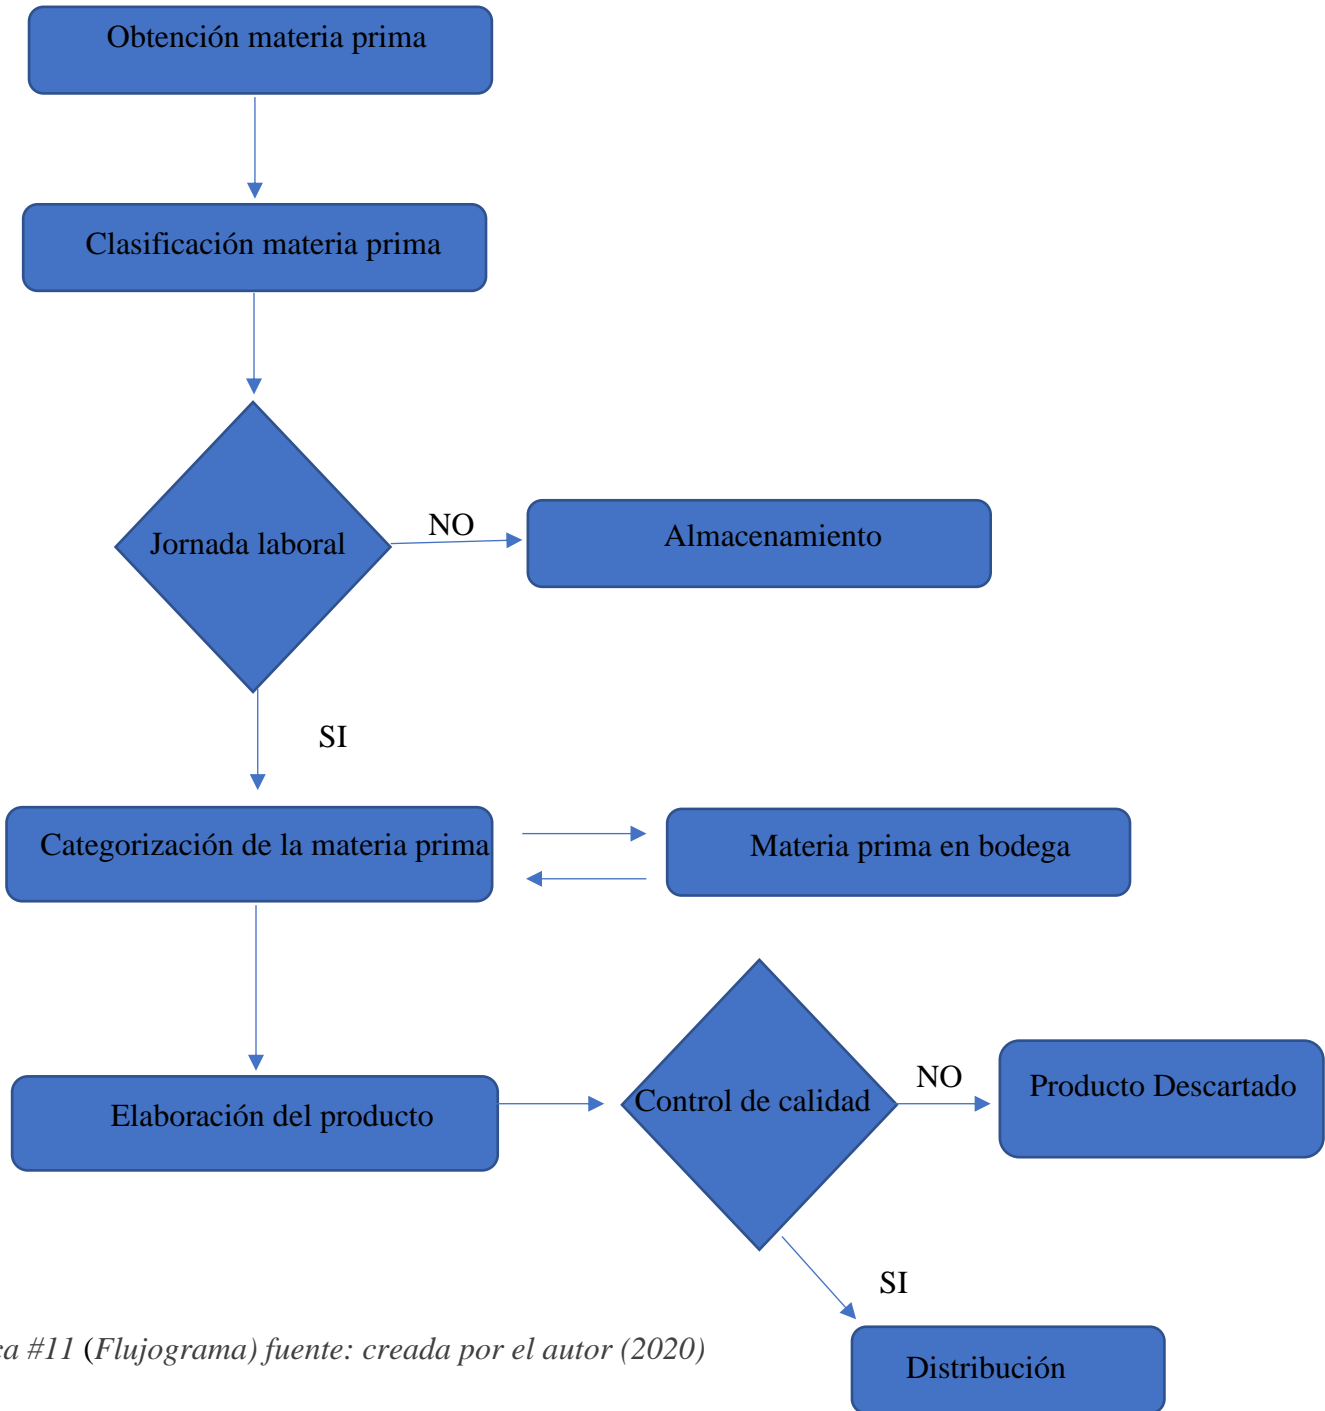 Obtención materia prima
Clasificación materia prima
Jornada laboral
NO
Almacenamiento
SI
Categorización de la materia prima
Materia prima en bodega
Elaboración del producto
Control de calidad
NO
Producto Descartado
SI
#11 (Flujograma) fuente: creada por el autor (2020)
Distribución